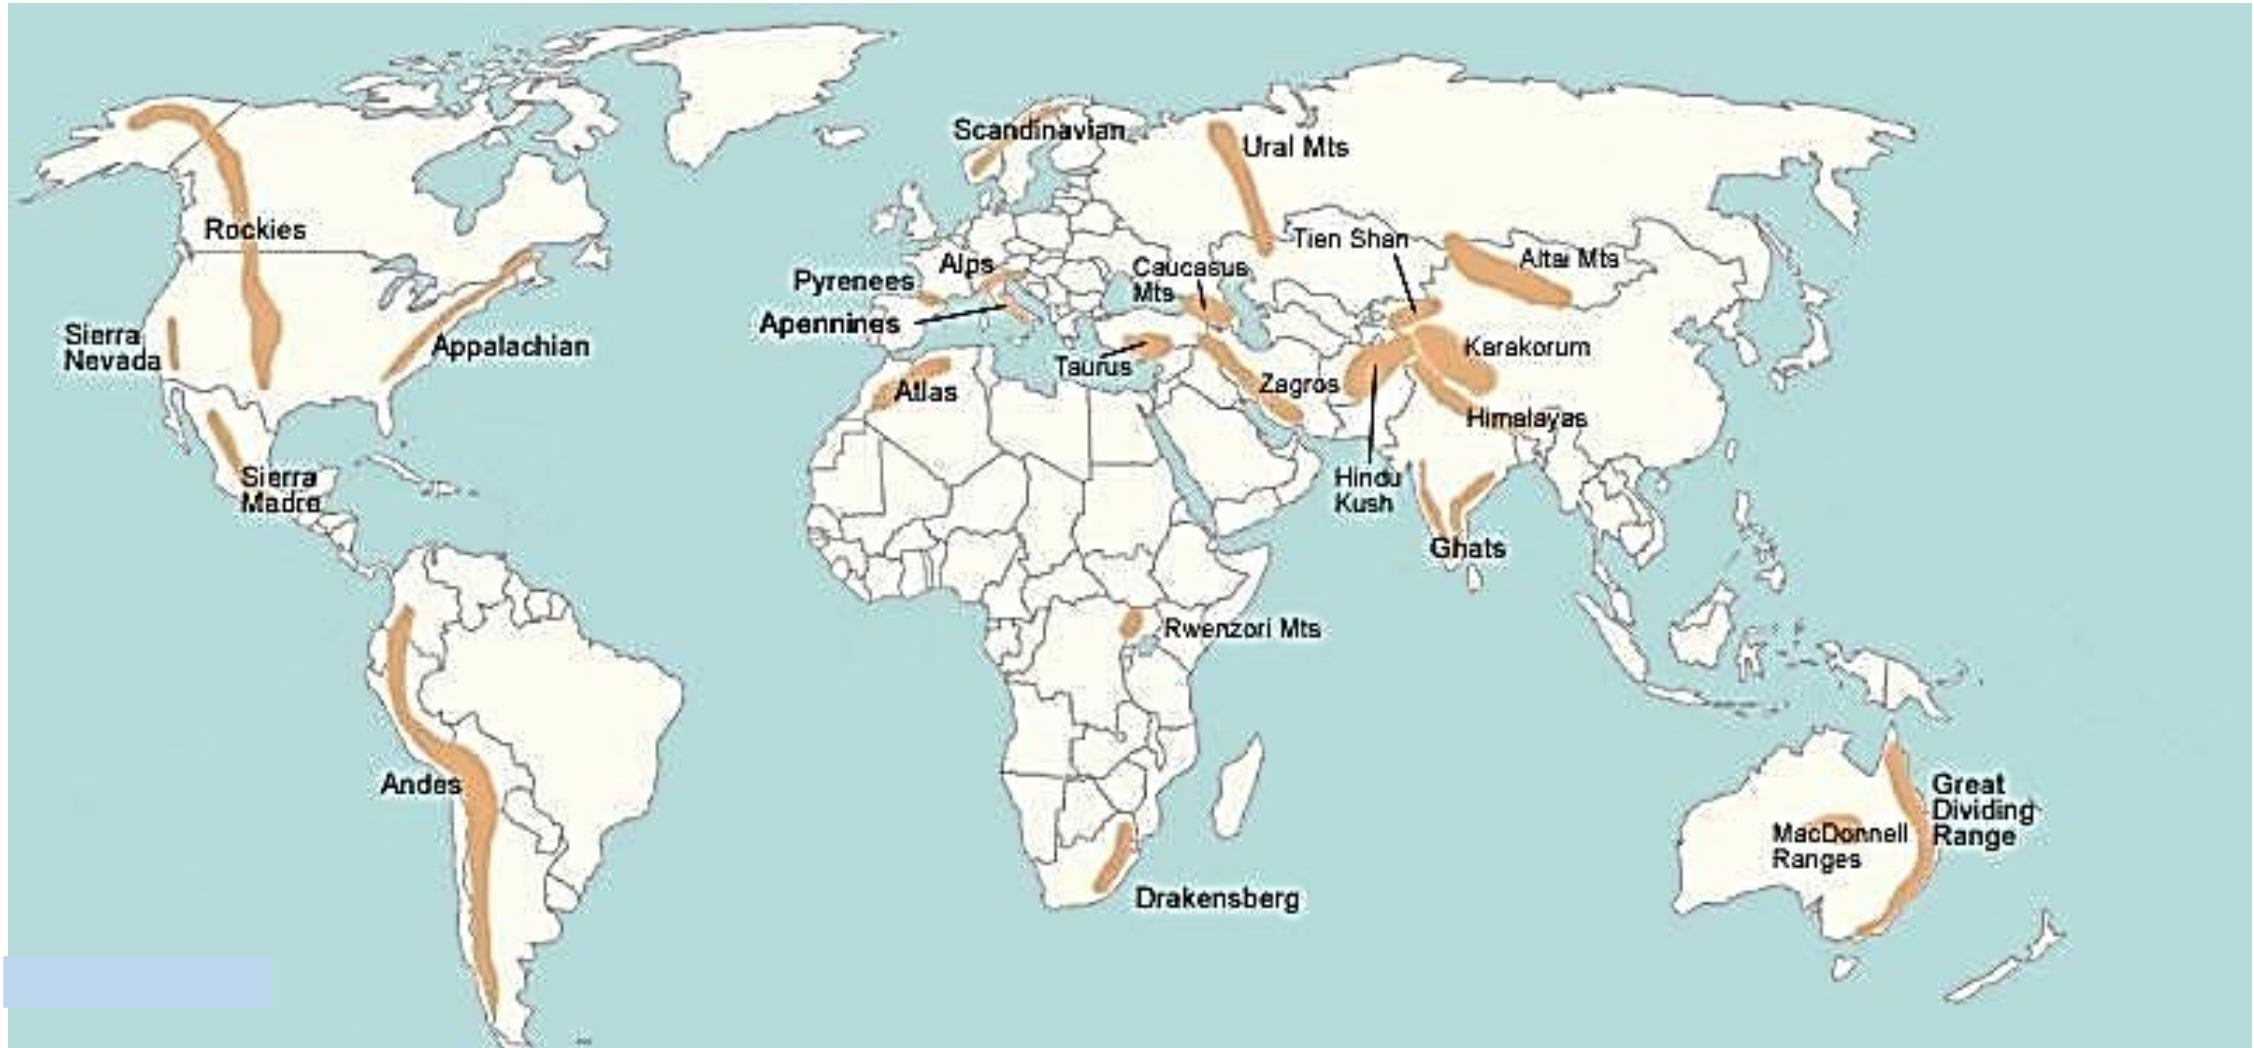 Scandinavian
Ural Mts
Rockies
Tien Shan
Altai Mts
Alps
Caucasus
Mts
Pyrenees
Apennines
Sierra
Nevada
Appalachian
Karakorum
Taurus
Zagros
Atlas
Himalayas
Sierra
Madre
Hindu
Kush
Ghats
Rwenzori Mts
Andes
Great
Dividing
Range
MacDonnell
Ranges
Drakensberg